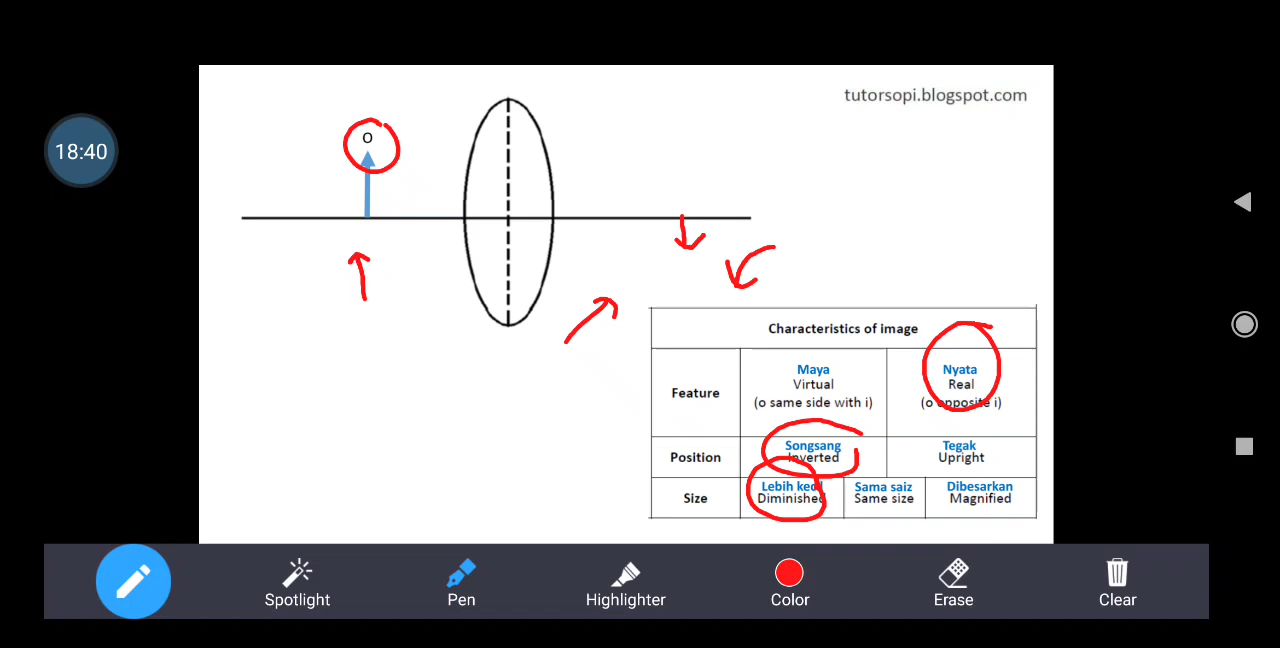 tutorsopi.blogspot.com
18:40
O
Characteristics of image
Feature
Maya
Virtual
(o same side with i)
Nyata
Real
(o opposite i)
Position
Songsang
Inverted
Tegak
Upright
Size
Lebih kecil
Diminished
Sama saiz
Same size
Dibesarkan
Magnified
Spotlight
Pen
Highlighter
Color
Erase
Clear